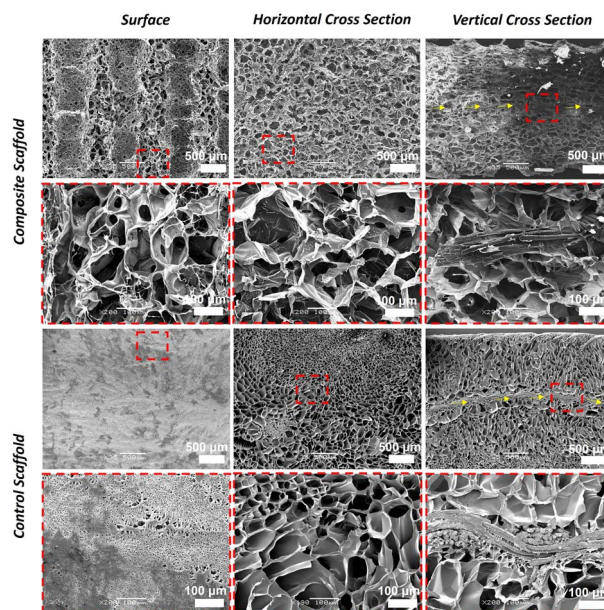 Surface Horizontal Cross Section Vertical Cross Section
Composite Scaffold
500 µm 500 µm 500 µm
100 µm 100 µm 100 µm
Control Scaffold
500 µm 500 µm 500 µm
100 µm 100 µm 100 µm